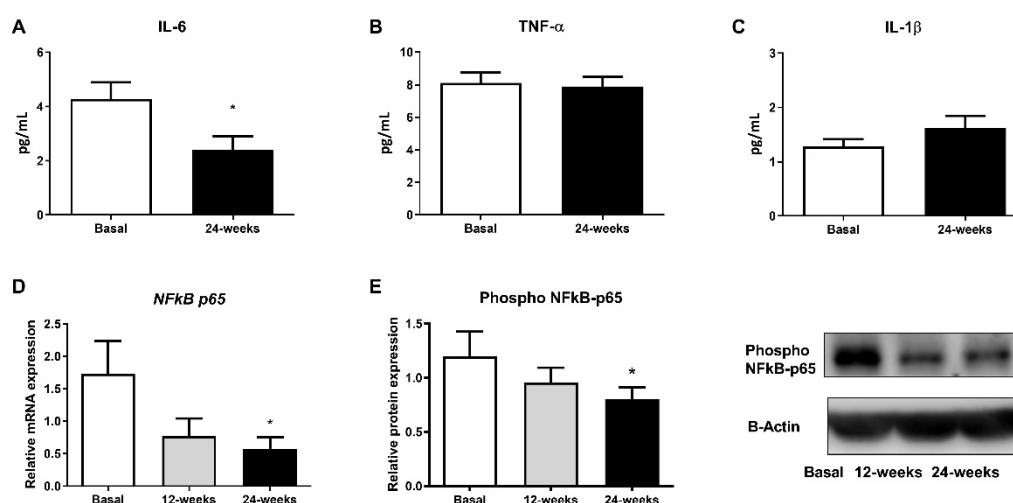 A
IL-6
pg/mL
6
4
2
0
*
Basal
24-weeks
B
TNF-α
pg/mL
10
8
6
4
2
0
Basal
24-weeks
C
IL-1β
pg/mL
3
2
1
0
Basal
24-weeks
D
NFkB p65
Relative mRNA expression
2.5
2.0
1.5
1.0
0.5
0.0
*
Basal
12-weeks
24-weeks
E
Phospho NFkB-p65
Relative protein expression
1.5
1.0
0.5
0.0
*
Basal
12-weeks
24-weeks
Phospho
NFkB-p65
B-Actin
Basal 12-weeks 24-weeks